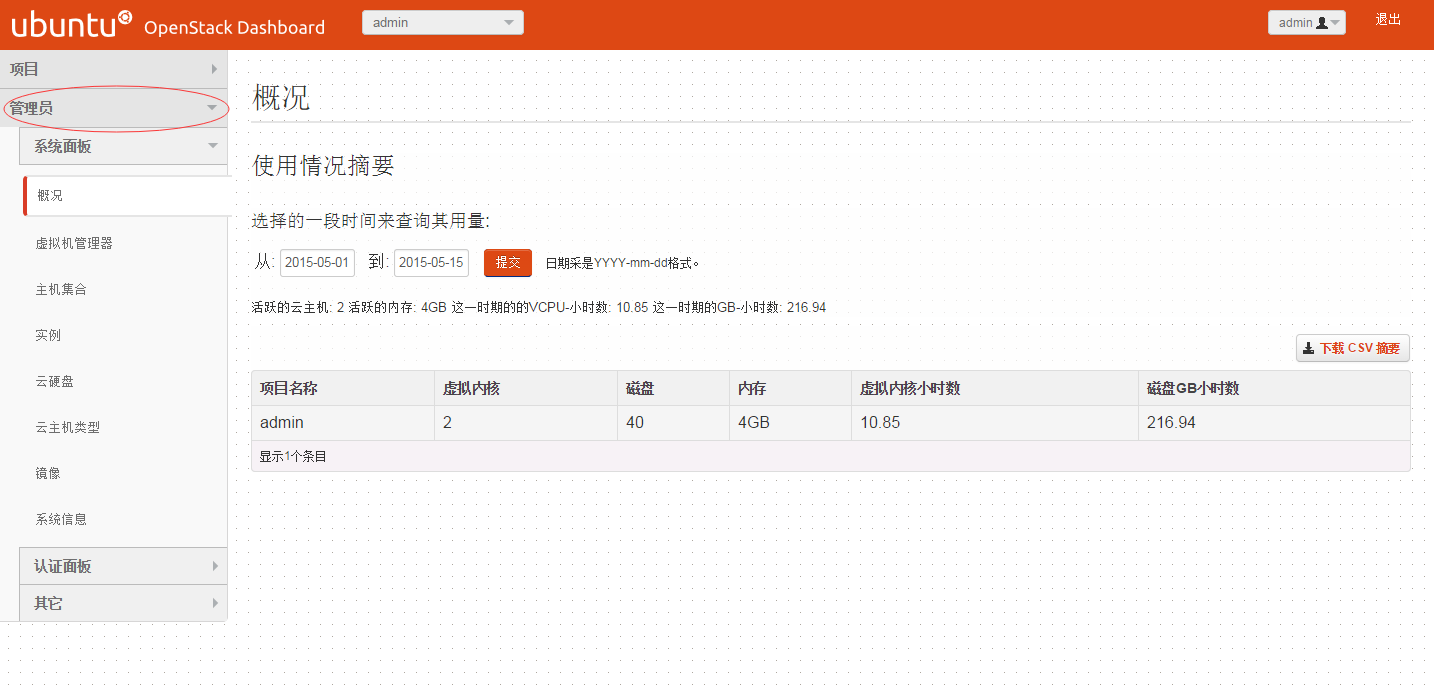 ubuntu OpenStack Dashboard admin admin 退出
项目
管理员
系统面板
概况
虚拟机管理器
主机集合
实例
云硬盘
云主机类型
镜像
系统信息
认证面板
其它
概况
使用情况摘要
选择的一段时间来查询其用量:
从: 2015-05-01 到: 2015-05-15 提交 日期采是YYYY-mm-dd格式。
活跃的云主机: 2 活跃的内存: 4GB 这一时期的的VCPU-小时数: 10.85 这一时期的GB-小时数: 216.94
下载 CSV 摘要
项目名称 虚拟内核 磁盘 内存 虚拟内核小时数 磁盘GB小时数
admin 2 40 4GB 10.85 216.94
显示1个条目